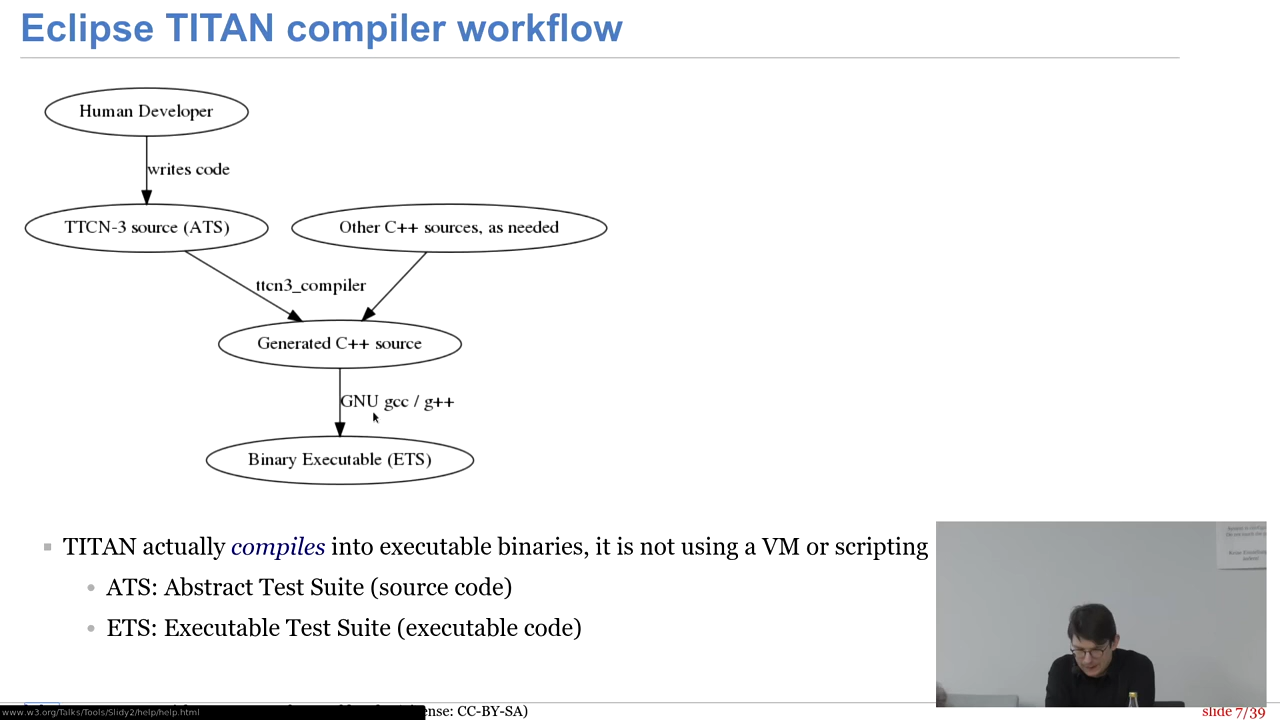 Eclipse TITAN compiler workflow
Human Developer
writes code
TTCN-3 source (ATS)
Other C++ sources, as needed
ttcn3_compiler
Generated C++ source
GNU gcc / g++
Binary Executable (ETS)
TITAN actually compiles into executable binaries, it is not using a VM or scripting
ATS: Abstract Test Suite (source code)
ETS: Executable Test Suite (executable code)
www.w3.org/Talks/Tools/Slidy2/help/help.html
ense: CC-BY-SA)
slide 7/39